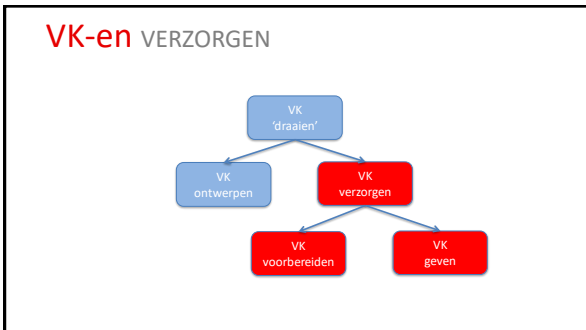 VK-en VERZORGEN
VK
'draaien'
VK
ontwerpen
VK
verzorgen
VK
voorbereiden
VK
geven